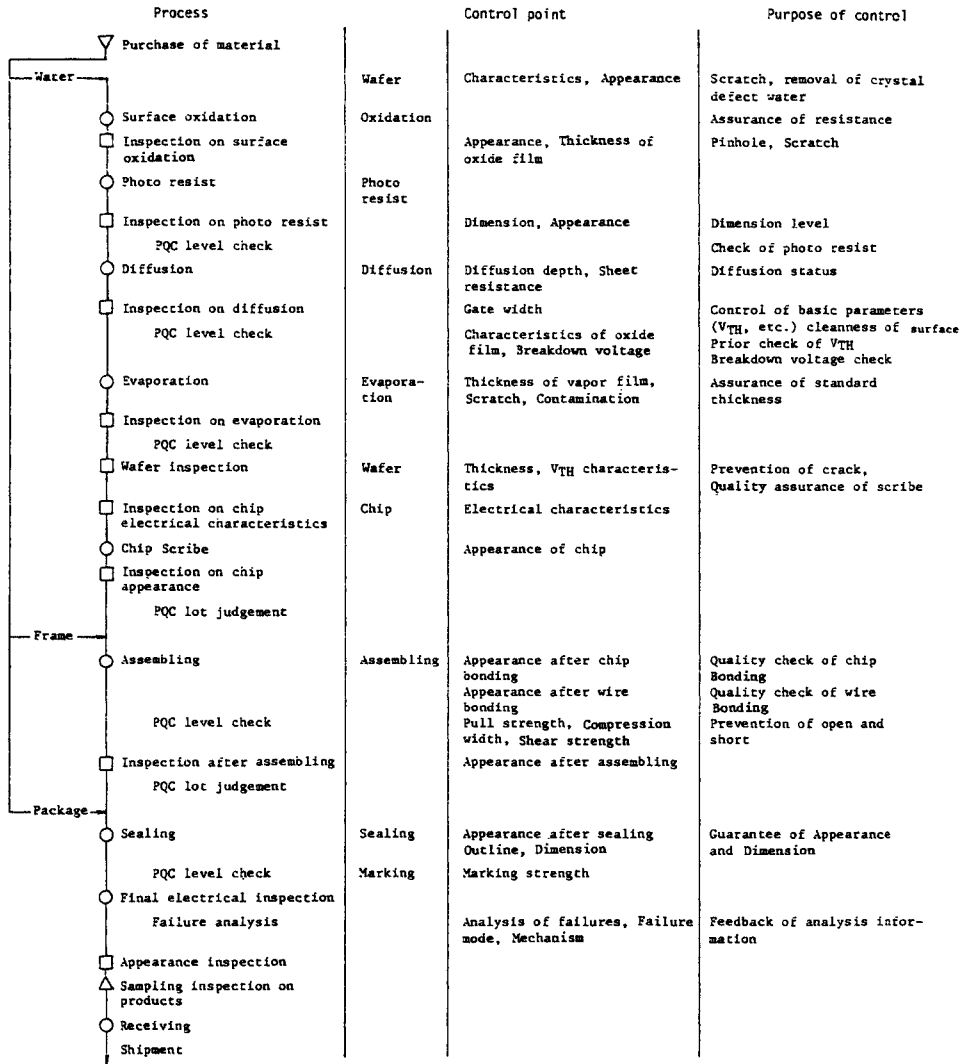 Process Control point Purpose of control
Purchase of material
Water Wafer Characteristics, Appearance Scratch, removal of crystal
defect water
Surface oxidation Oxidation Assurance of resistance
Inspection on surface Appearance, Thickness of Pinhole, Scratch
oxidation oxide film
Photo resist Photo
resist
Inspection on photo resist Dimension, Appearance Dimension level
PQC level check Check of photo resist
Diffusion Diffusion Diffusion depth, Sheet Diffusion status
resistance
Inspection on diffusion Gate width Control of basic parameters
(VTH, etc.) cleanness of surface
PQC level check Characteristics of oxide Prior check of VTH
film, Breakdown voltage Breakdown voltage check
Evaporation Evapora- Thickness of vapor film, Assurance of standard
tion Scratch, Contamination thickness
Inspection on evaporation
PQC level check
Wafer inspection Wafer Thickness, VTH characteris- Prevention of crack,
tics Quality assurance of scribe
Inspection on chip Chip Electrical characteristics
electrical characteristics
Chip Scribe Appearance of chip
Inspection on chip
appearance
PQC lot judgement
Frame
Assembling Assembling Appearance after chip Quality check of chip
bonding Bonding
Appearance after wire Quality check of wire
bonding Bonding
PQC level check Pull strength, Compression Prevention of open and
width, Shear strength short
Inspection after assembling Appearance after assembling
PQC lot judgement
Package
Sealing Sealing Appearance after sealing Guarantee of Appearance
Outline, Dimension and Dimension
PQC level check Marking Marking strength
Final electrical inspection
Failure analysis Analysis of failures, Failure Feedback of analysis infor-
mode, Mechanism mation
Appearance inspection
Sampling inspection on
products
Receiving
Shipment